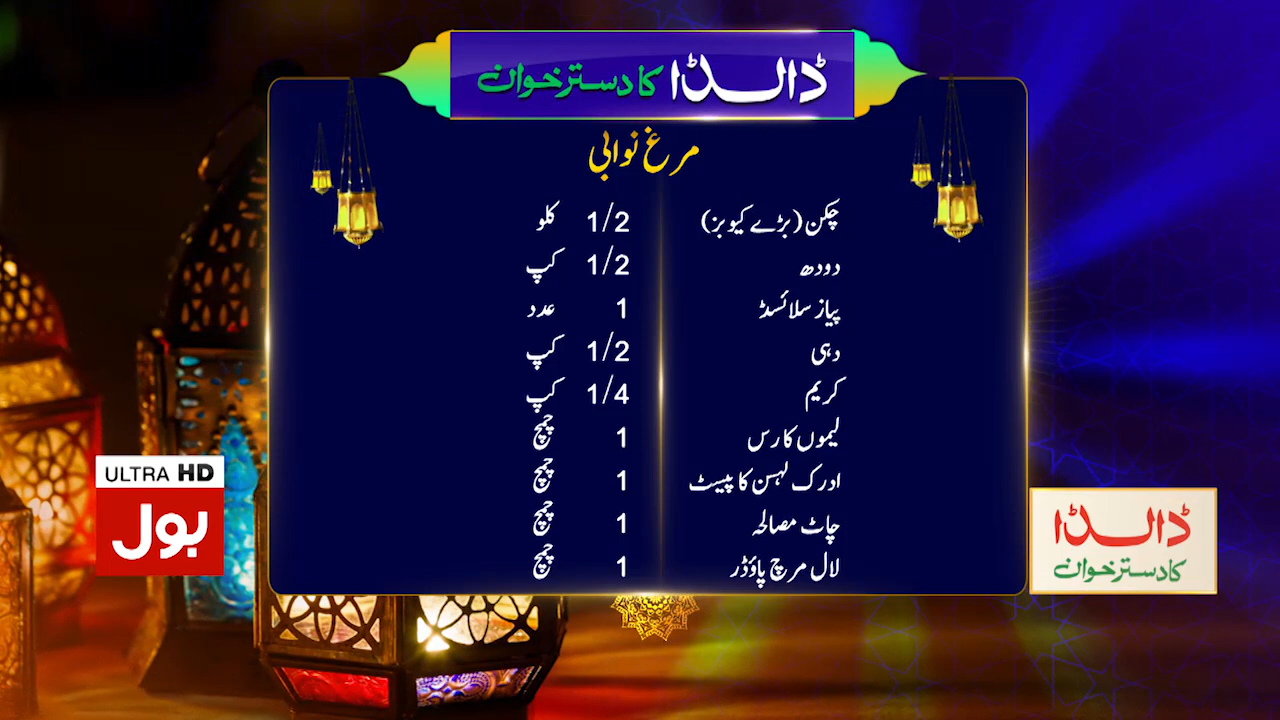 ڈالڈا کا دسترخوان
مرغ نوابی
چکن (بڑے کیوبز) 1/2 کلو
دودھ 1/2 کپ
پیاز سلائسڈ 1 عدد
دہی 1/2 کپ
کریم 1/4 کپ
لیموں کا رس 1 چمچ
ادرک لہسن کا پیسٹ 1 چمچ
چاٹ مصالحہ 1 چمچ
لال مرچ پاؤڈر 1 چمچ
ULTRA HD
بول
ڈالڈا
کا دسترخوان